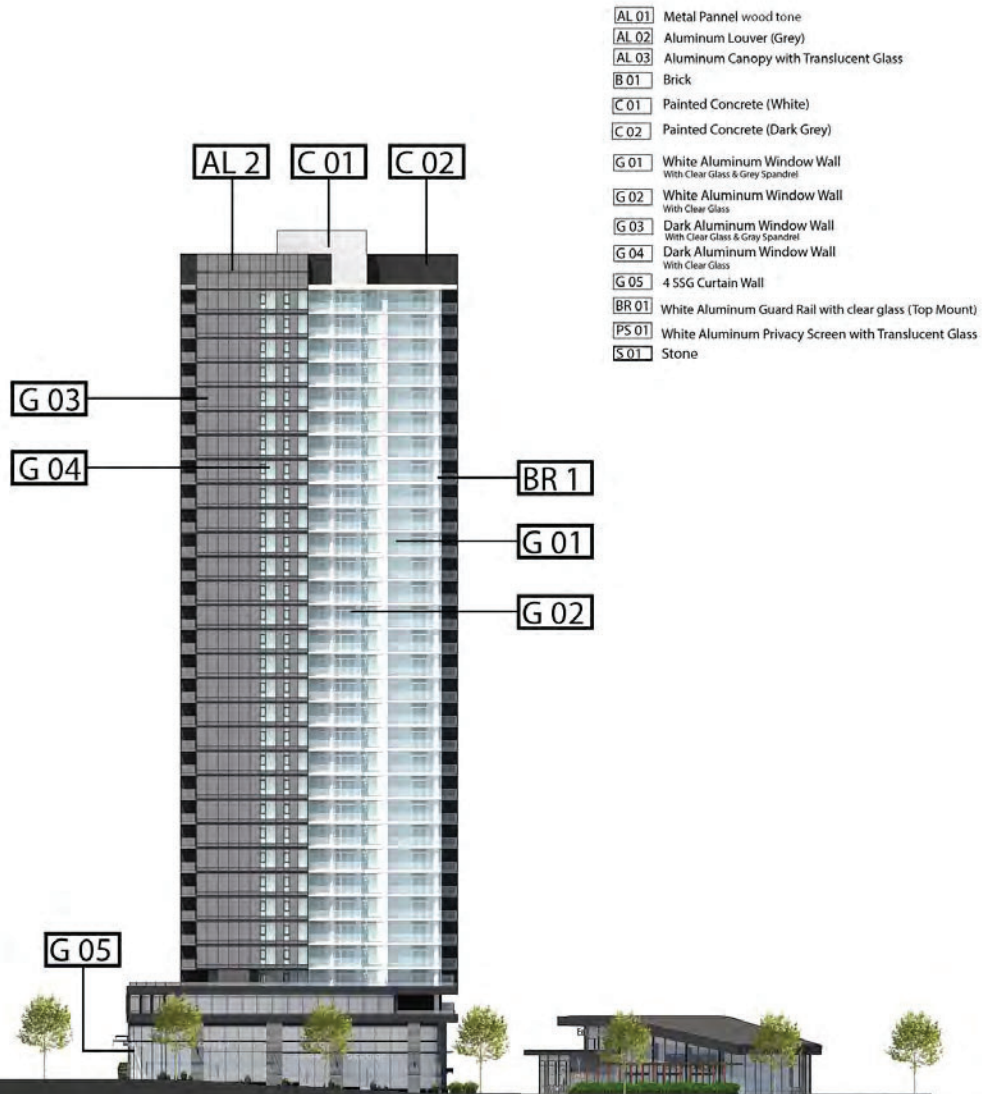 AL 01 Metal Pannel wood tone
AL 02 Aluminum Louver (Grey)
AL 03 Aluminum Canopy with Translucent Glass
B 01 Brick
C 01 Painted Concrete (White)
C 02 Painted Concrete (Dark Grey)
G 01 White Aluminum Window Wall
With Clear Glass & Grey Spandrel
G 02 White Aluminum Window Wall
With Clear Glass
G 03 Dark Aluminum Window Wall
With Clear Glass & Gray Spandrel
G 04 Dark Aluminum Window Wall
With Clear Glass
G 05 4 SSG Curtain Wall
BR 01 White Aluminum Guard Rail with clear glass (Top Mount)
PS 01 White Aluminum Privacy Screen with Translucent Glass
S 01 Stone
AL 2 C 01 C 02
G 03
G 04
BR 1
G 01
G 02
G 05